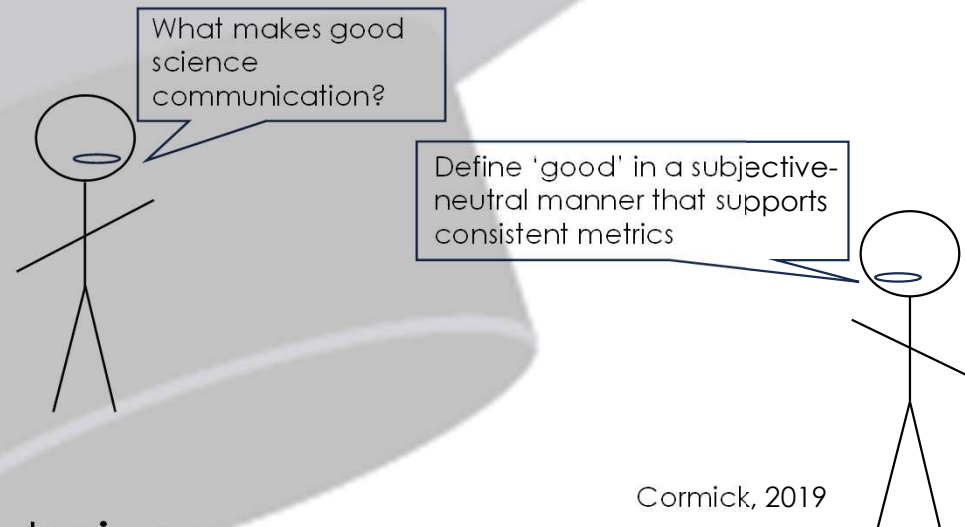 What makes good
science
communication?
Define ‘good’ in a subjective-
neutral manner that supports
consistent metrics
Cormick, 2019